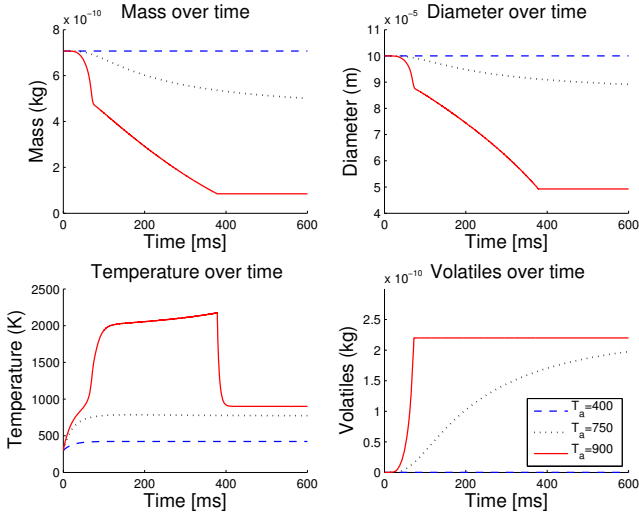 Mass over time
x 10^-10
8
6
4
2
0
Mass (kg)
0 200 400 600
Time [ms]
Diameter over time
x 10^-5
11
10
9
8
7
6
5
4
Diameter (m)
0 200 400 600
Time [ms]
Temperature over time
2500
2000
1500
1000
500
0
Temperature (K)
0 200 400 600
Time [ms]
Volatiles over time
x 10^-10
2.5
2
1.5
1
0.5
0
Volatiles (kg)
0 200 400 600
Time [ms]
T_a=400
T_a=750
T_a=900